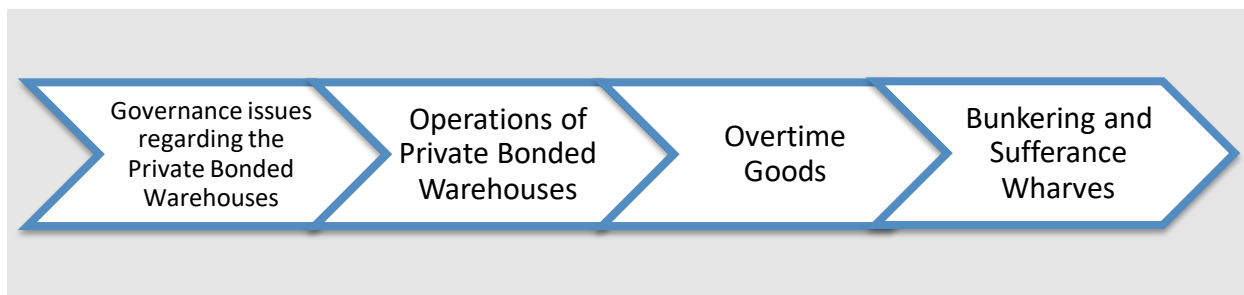 Governance issues
regarding the
Private Bonded
Warehouses
Operations of
Private Bonded
Warehouses
Overtime
Goods
Bunkering and
Sufferance
Wharves